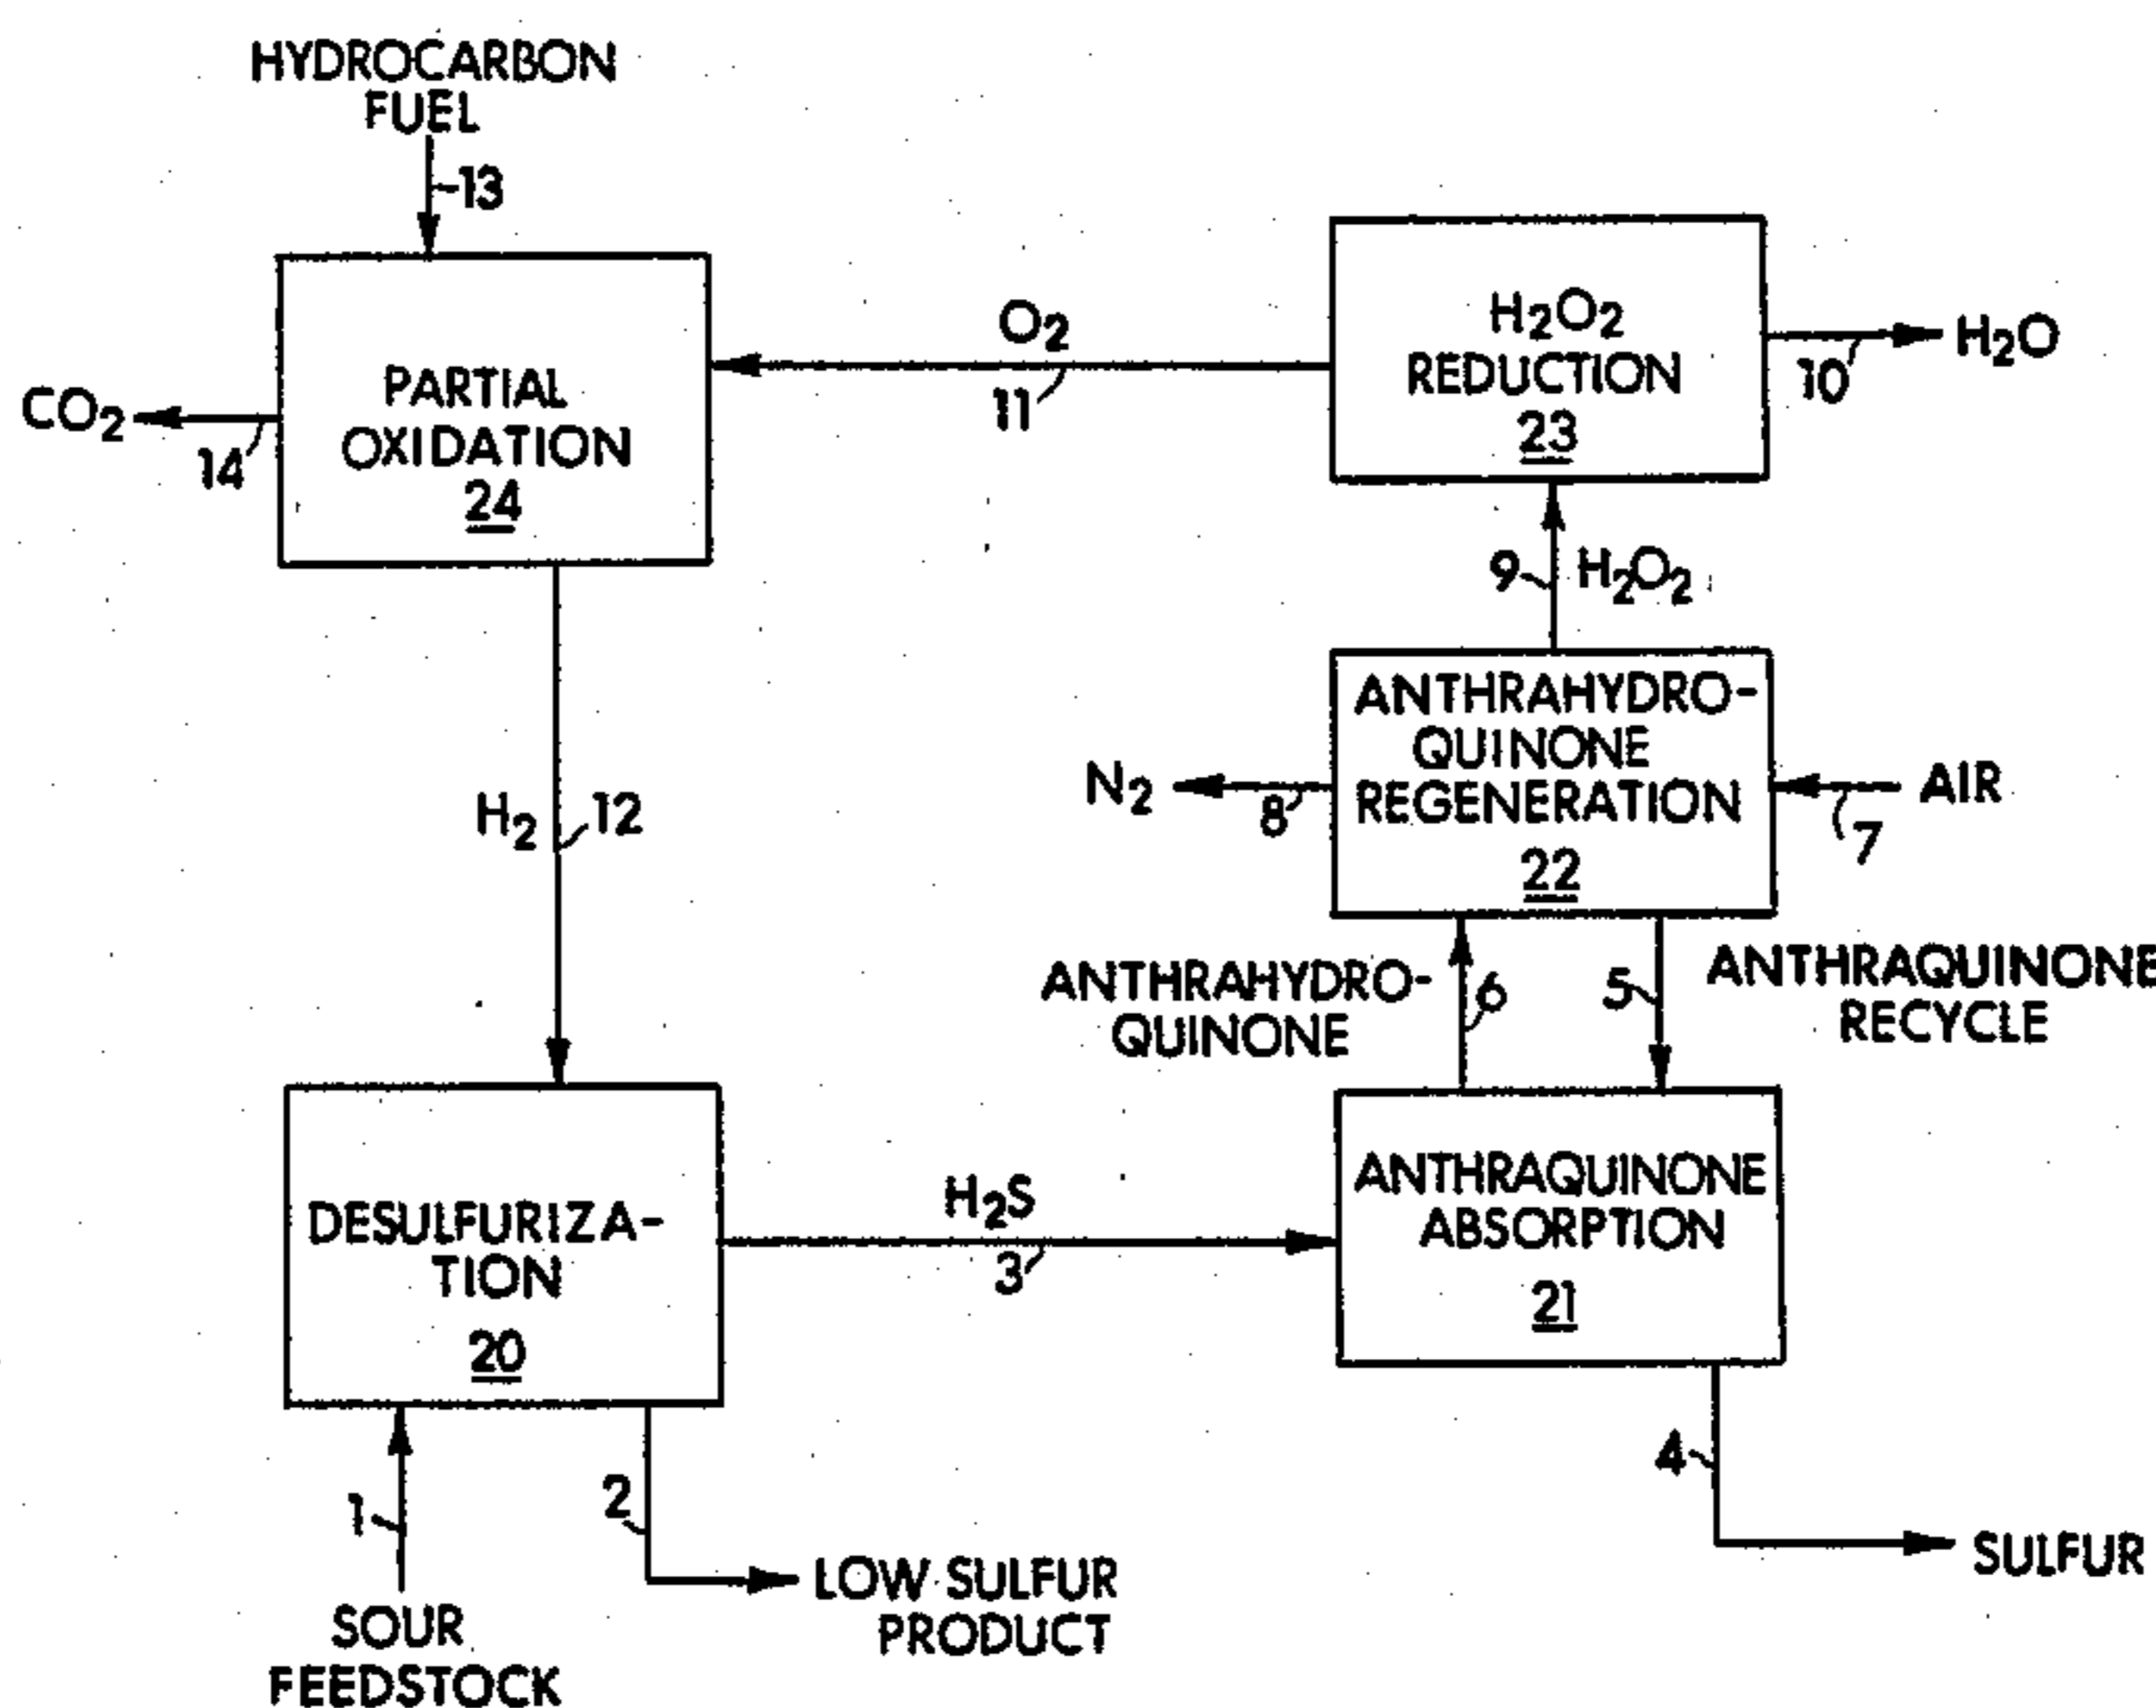 HYDROCARBON
FUEL
13
PARTIAL
OXIDATION
24
CO2
14
O2
11
H2O2
REDUCTION
23
H2O
10
9
H2O2
H2
12
ANTHRAHYDRO-
QUINONE
REGENERATION
22
N2
8
AIR
7
ANTHRAHYDRO-
QUINONE
6
5
ANTHRAQUINONE
RECYCLE
DESULFURIZA-
TION
20
H2S
3
ANTHRAQUINONE
ABSORPTION
21
1
SOUR
FEEDSTOCK
2
LOW SULFUR
PRODUCT
4
SULFUR